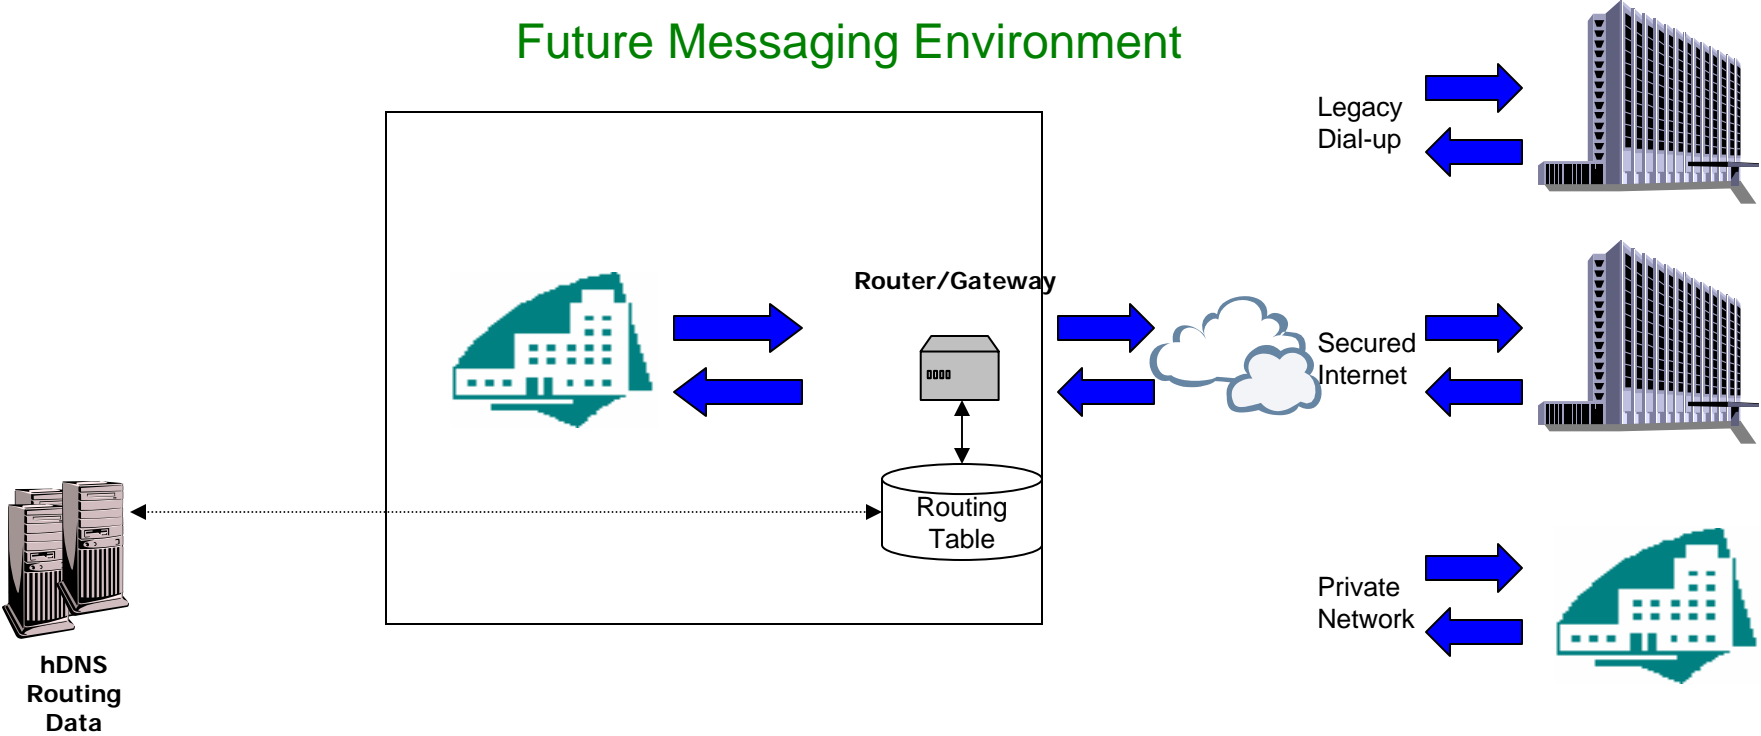 Future Messaging Environment
Legacy
Dial-up
Router/Gateway
Secured
Internet
Routing
Table
Private
Network
hDNS
Routing
Data